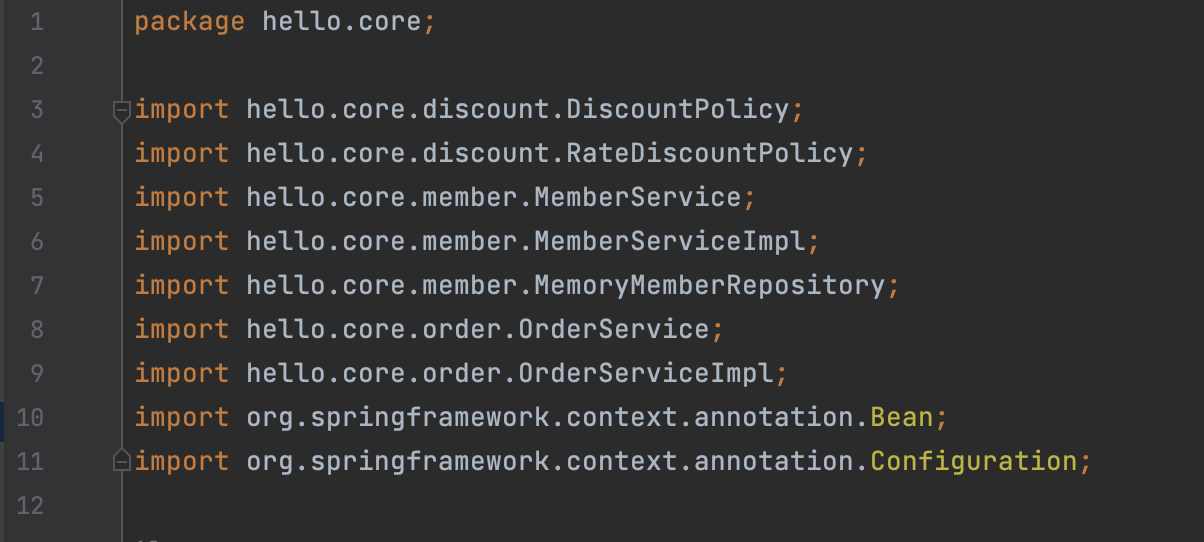 1 package hello.core;
2
3 import hello.core.discount.DiscountPolicy;
4 import hello.core.discount.RateDiscountPolicy;
5 import hello.core.member.MemberService;
6 import hello.core.member.MemberServiceImpl;
7 import hello.core.member.MemoryMemberRepository;
8 import hello.core.order.OrderService;
9 import hello.core.order.OrderServiceImpl;
10 import org.springframework.context.annotation.Bean;
11 import org.springframework.context.annotation.Configuration;
12